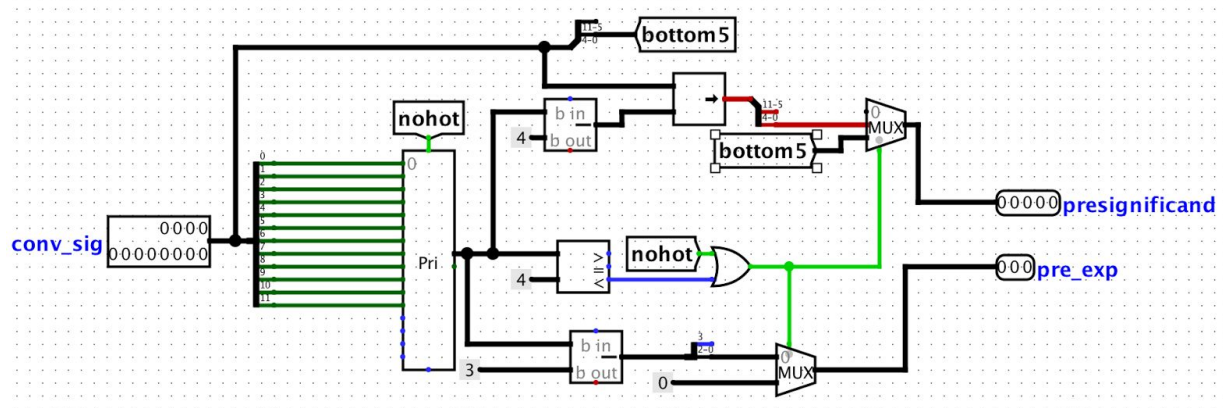 11-5
4-0
bottom5
nohot
b in
b out
4
→
11-5
4-0
0
MUX
bottom5
0
1
2
3
4
5
6
7
8
9
10
11
0
Pri
conv_sig
0000
00000000
00000
presignificand
nohot
4
< = >
000
pre_exp
b in
b out
3
3
2-0
0
MUX
0